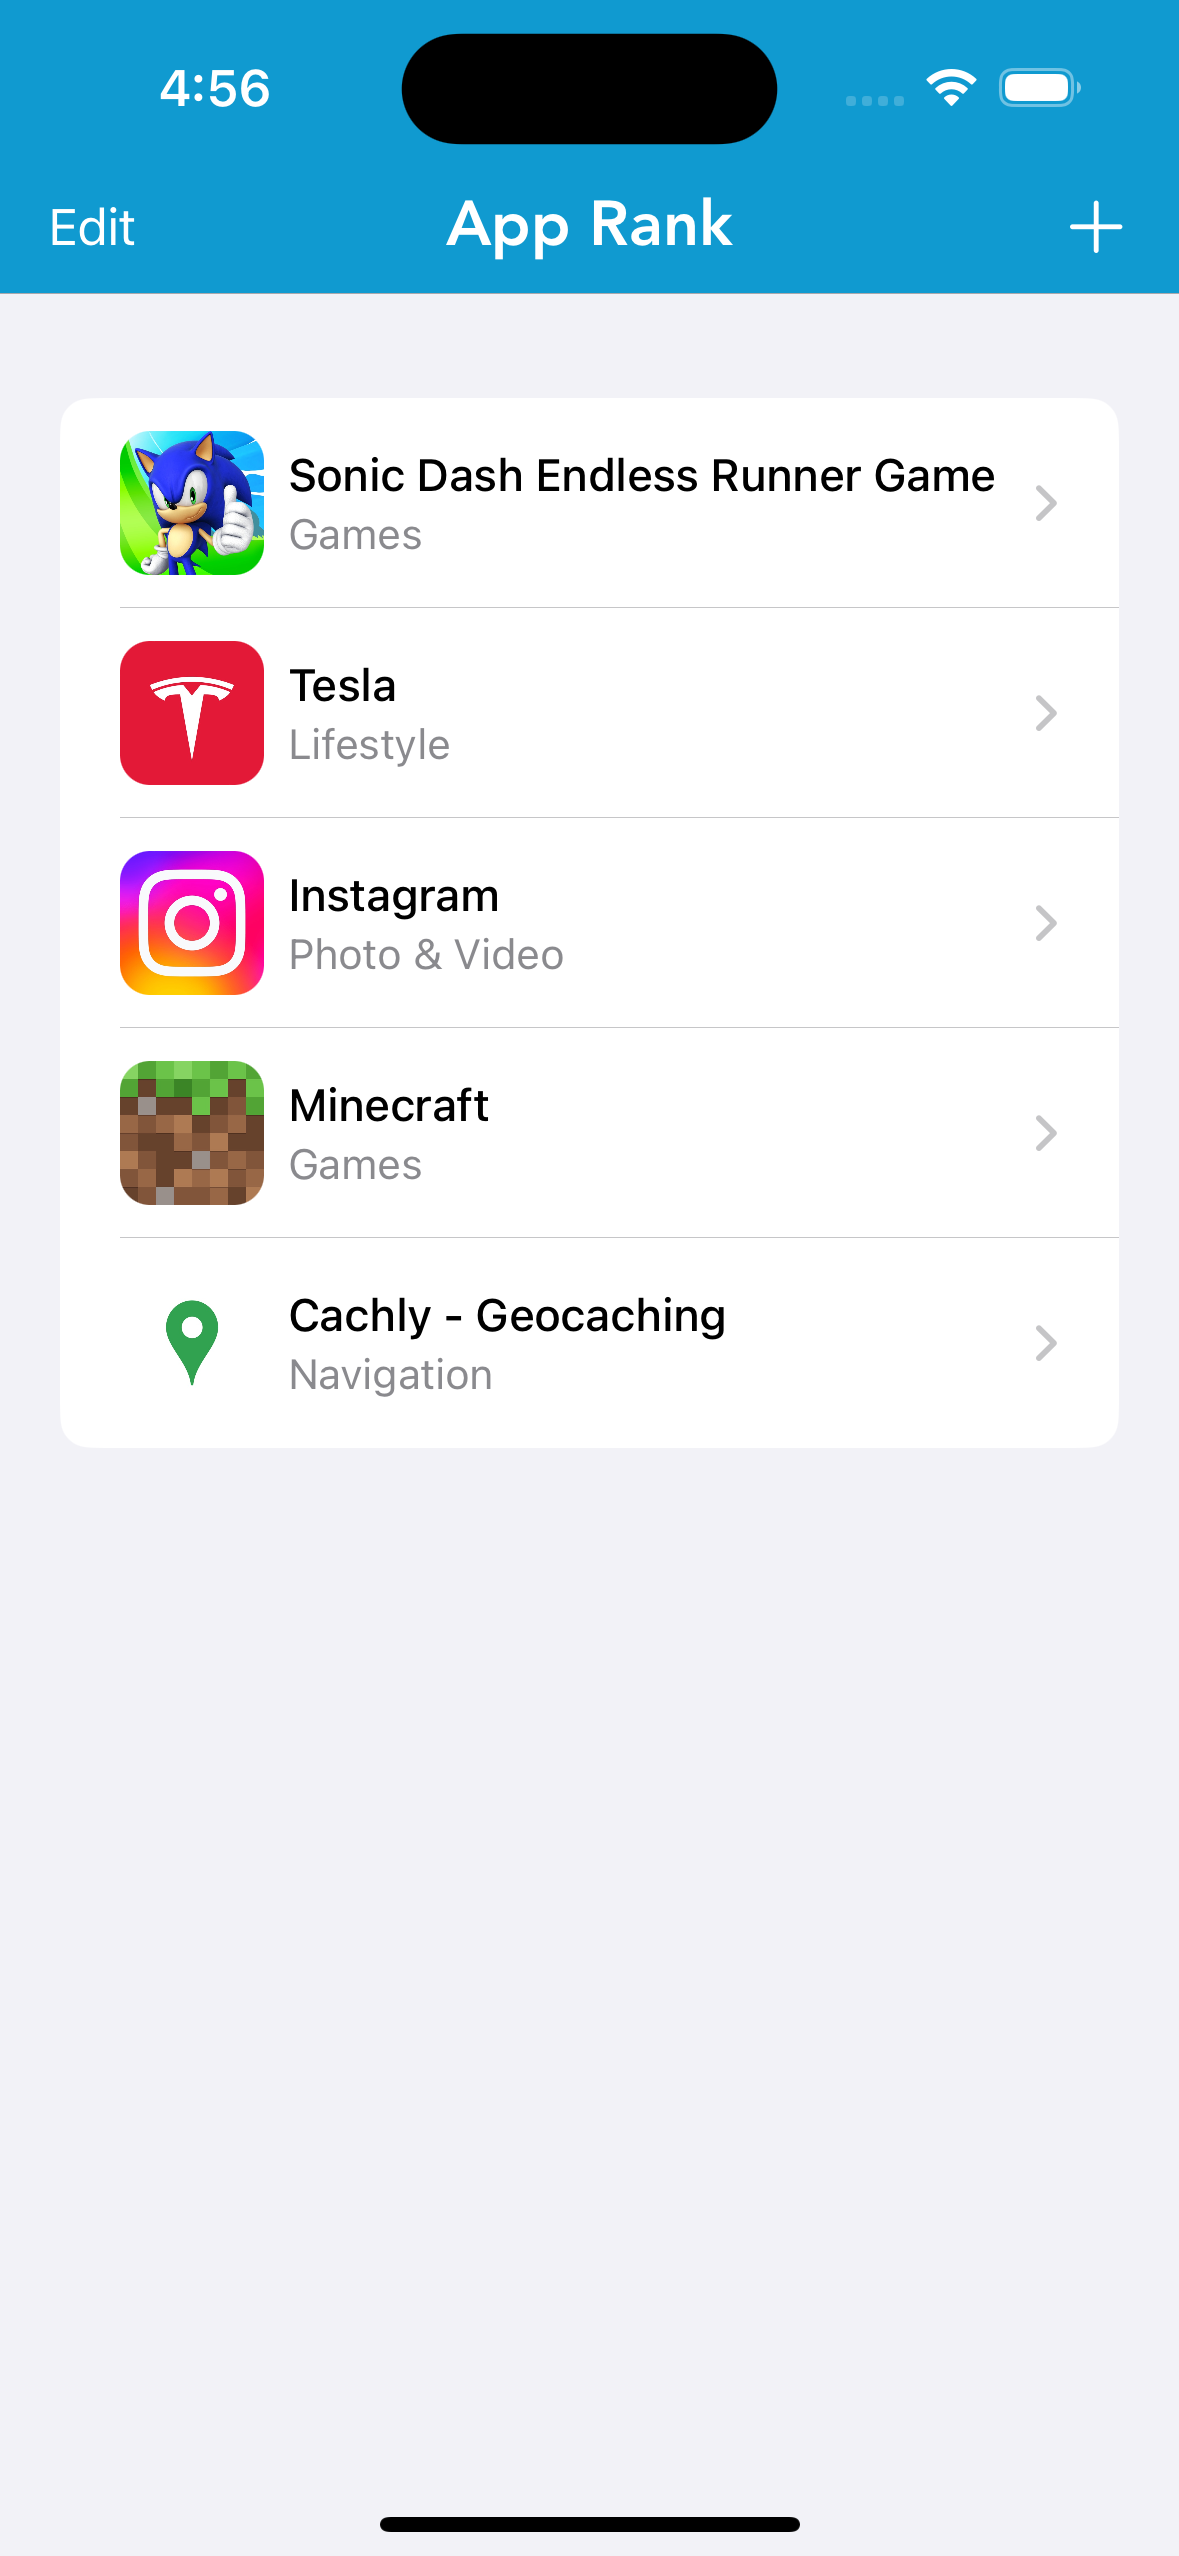 4:56
Edit
App Rank
Sonic Dash Endless Runner Game
Games
Tesla
Lifestyle
Instagram
Photo & Video
Minecraft
Games
Cachly - Geocaching
Navigation